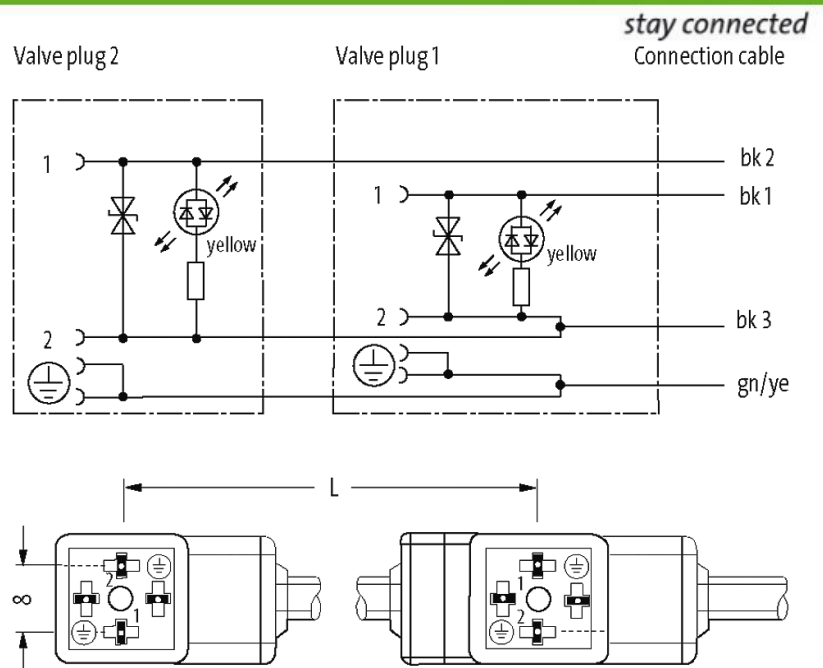 stay connected
Valve plug 2 Valve plug 1 Connection cable
1 bk 2
1 bk 1
yellow yellow
2 bk 3
2
gn/ye
L
8
2 1
1 2